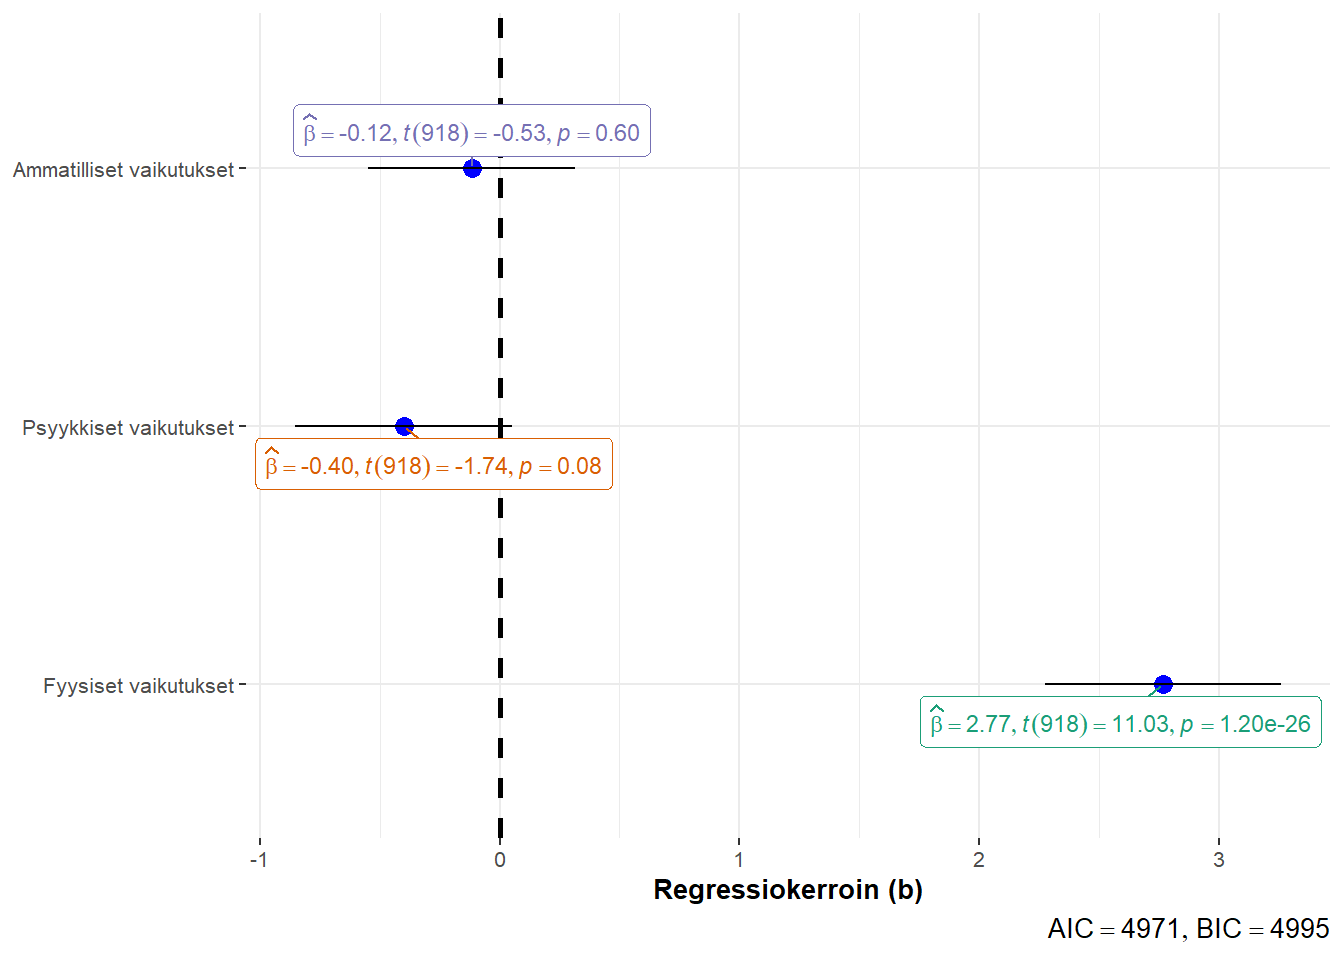 β̂ = -0.12, t(918) = -0.53, p = 0.60
Ammatilliset vaikutukset
Psyykkiset vaikutukset
β̂ = -0.40, t(918) = -1.74, p = 0.08
Fyysiset vaikutukset
β̂ = 2.77, t(918) = 11.03, p = 1.20e-26
-1 0 1 2 3
Regressiokerroin (b)
AIC = 4971, BIC = 4995